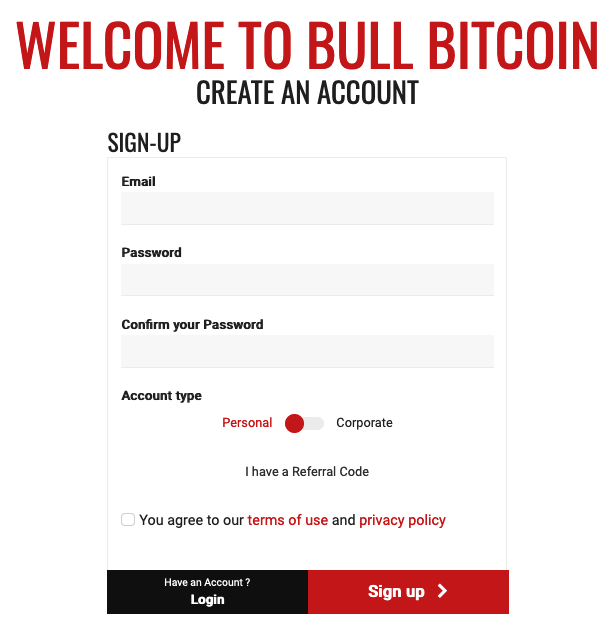 WELCOME TO BULL BITCOIN
CREATE AN ACCOUNT
SIGN-UP
Email
Password
Confirm your Password
Account type
Personal Corporate
I have a Referral Code
You agree to our terms of use and privacy policy
Have an Account ?
Login
Sign up